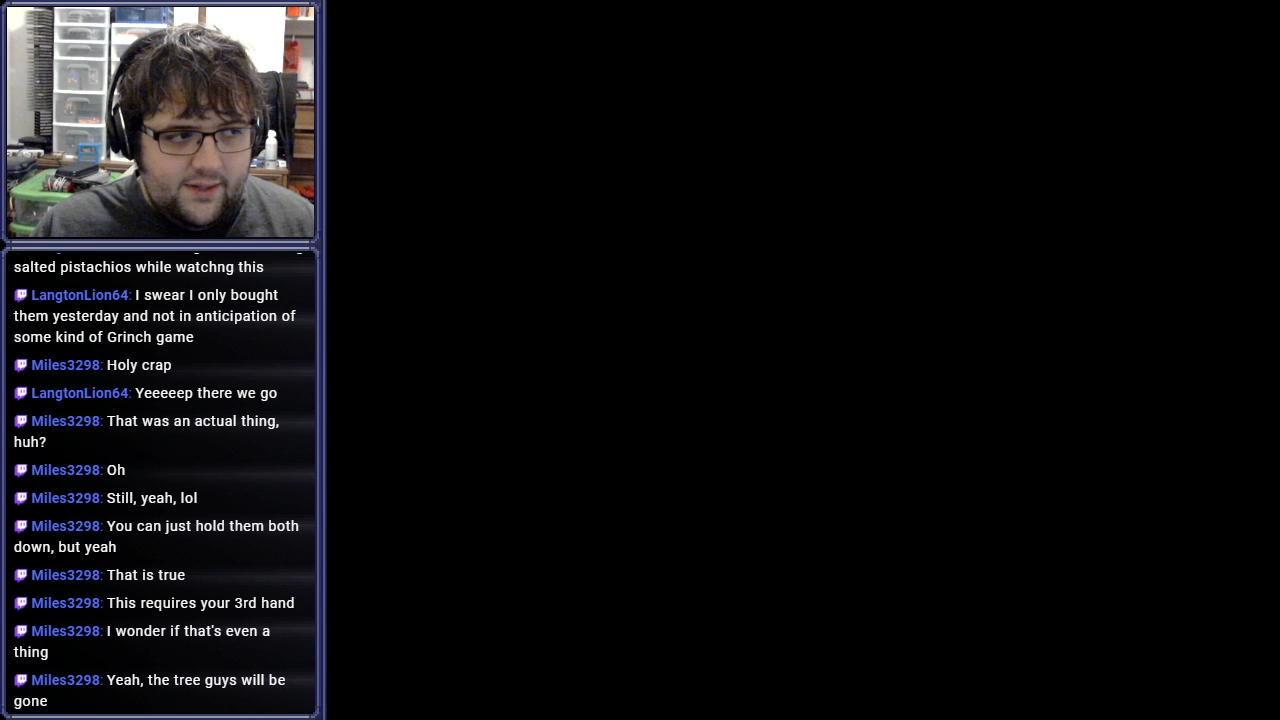 salted pistachios while watchng this
LangtonLion64: I swear I only bought
them yesterday and not in anticipation of
some kind of Grinch game
Miles3298: Holy crap
LangtonLion64: Yeeeeep there we go
Miles3298: That was an actual thing,
huh?
Miles3298: Oh
Miles3298: Still, yeah, lol
Miles3298: You can just hold them both
down, but yeah
Miles3298: That is true
Miles3298: This requires your 3rd hand
Miles3298: I wonder if that's even a
thing
Miles3298: Yeah, the tree guys will be
gone